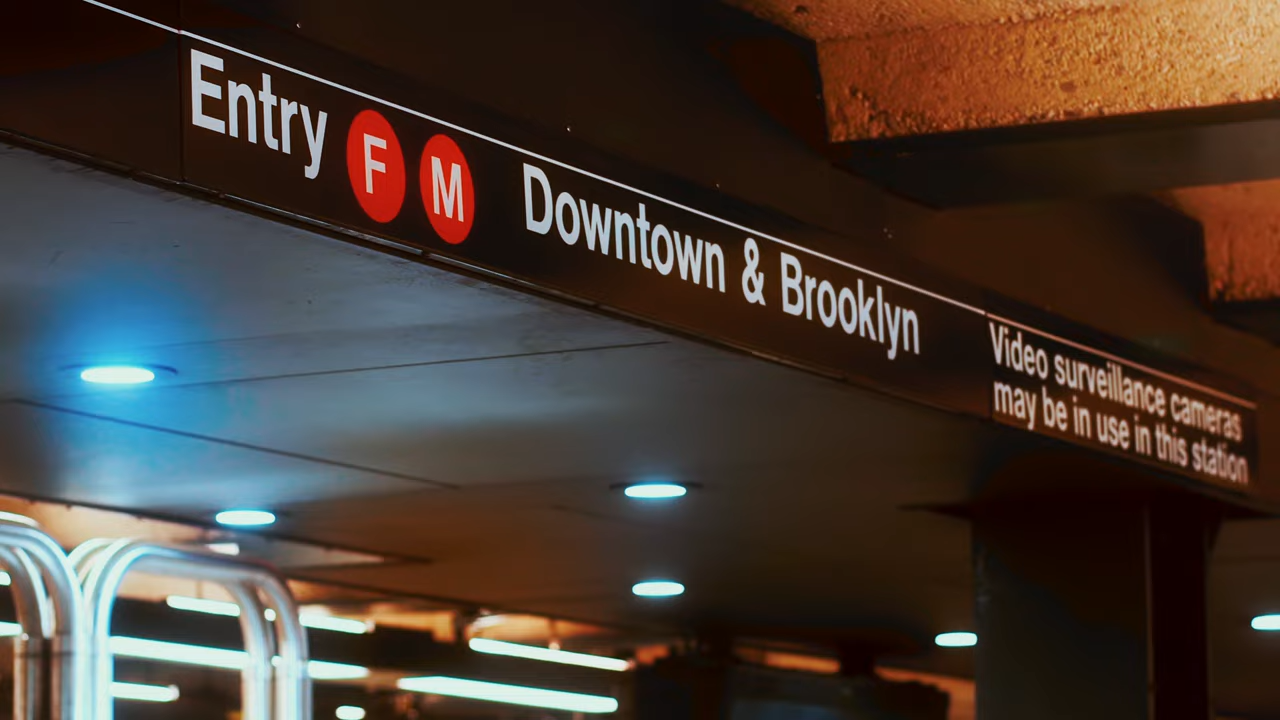 Entry F M Downtown & Brooklyn
Video surveillance cameras
may be in use in this station